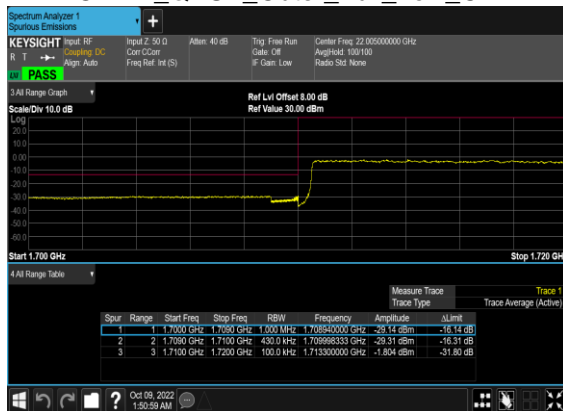 Spectrum Analyzer 1
Spurious Emissions
+
KEYSIGHT Input: RF Input Z: 50 Ω Atten: 40 dB Trig: Free Run Center Freq: 22.005000000 GHz
R T Coupling: DC Corr CCorr Gate: Off Avg|Hold: 100/100
Align: Auto Freq Ref: Int (S) IF Gain: Low Radio Std: None
PASS
3 All Range Graph
Ref Lvl Offset 8.00 dB
Scale/Div 10.0 dB Ref Value 30.00 dBm
Log
20.0
10.0
0.00
-10.0
-20.0
-30.0
-40.0
-50.0
-60.0
Start 1.700 GHz Stop 1.720 GH
4 All Range Table
Measure Trace Trace 1
Trace Type Trace Average (Active)
Spur Range Start Freq Stop Freq RBW Frequency Amplitude ΔLimit
1 1 1.7000 GHz 1.7090 GHz 1.000 MHz 1.708940000 GHz -29.14 dBm -16.14 dB
2 2 1.7090 GHz 1.7100 GHz 430.0 kHz 1.709998333 GHz -29.31 dBm -16.31 dB
3 3 1.7100 GHz 1.7200 GHz 100.0 kHz 1.713300000 GHz -1.804 dBm -31.80 dB
? Oct 09, 2022
1:50:59 AM